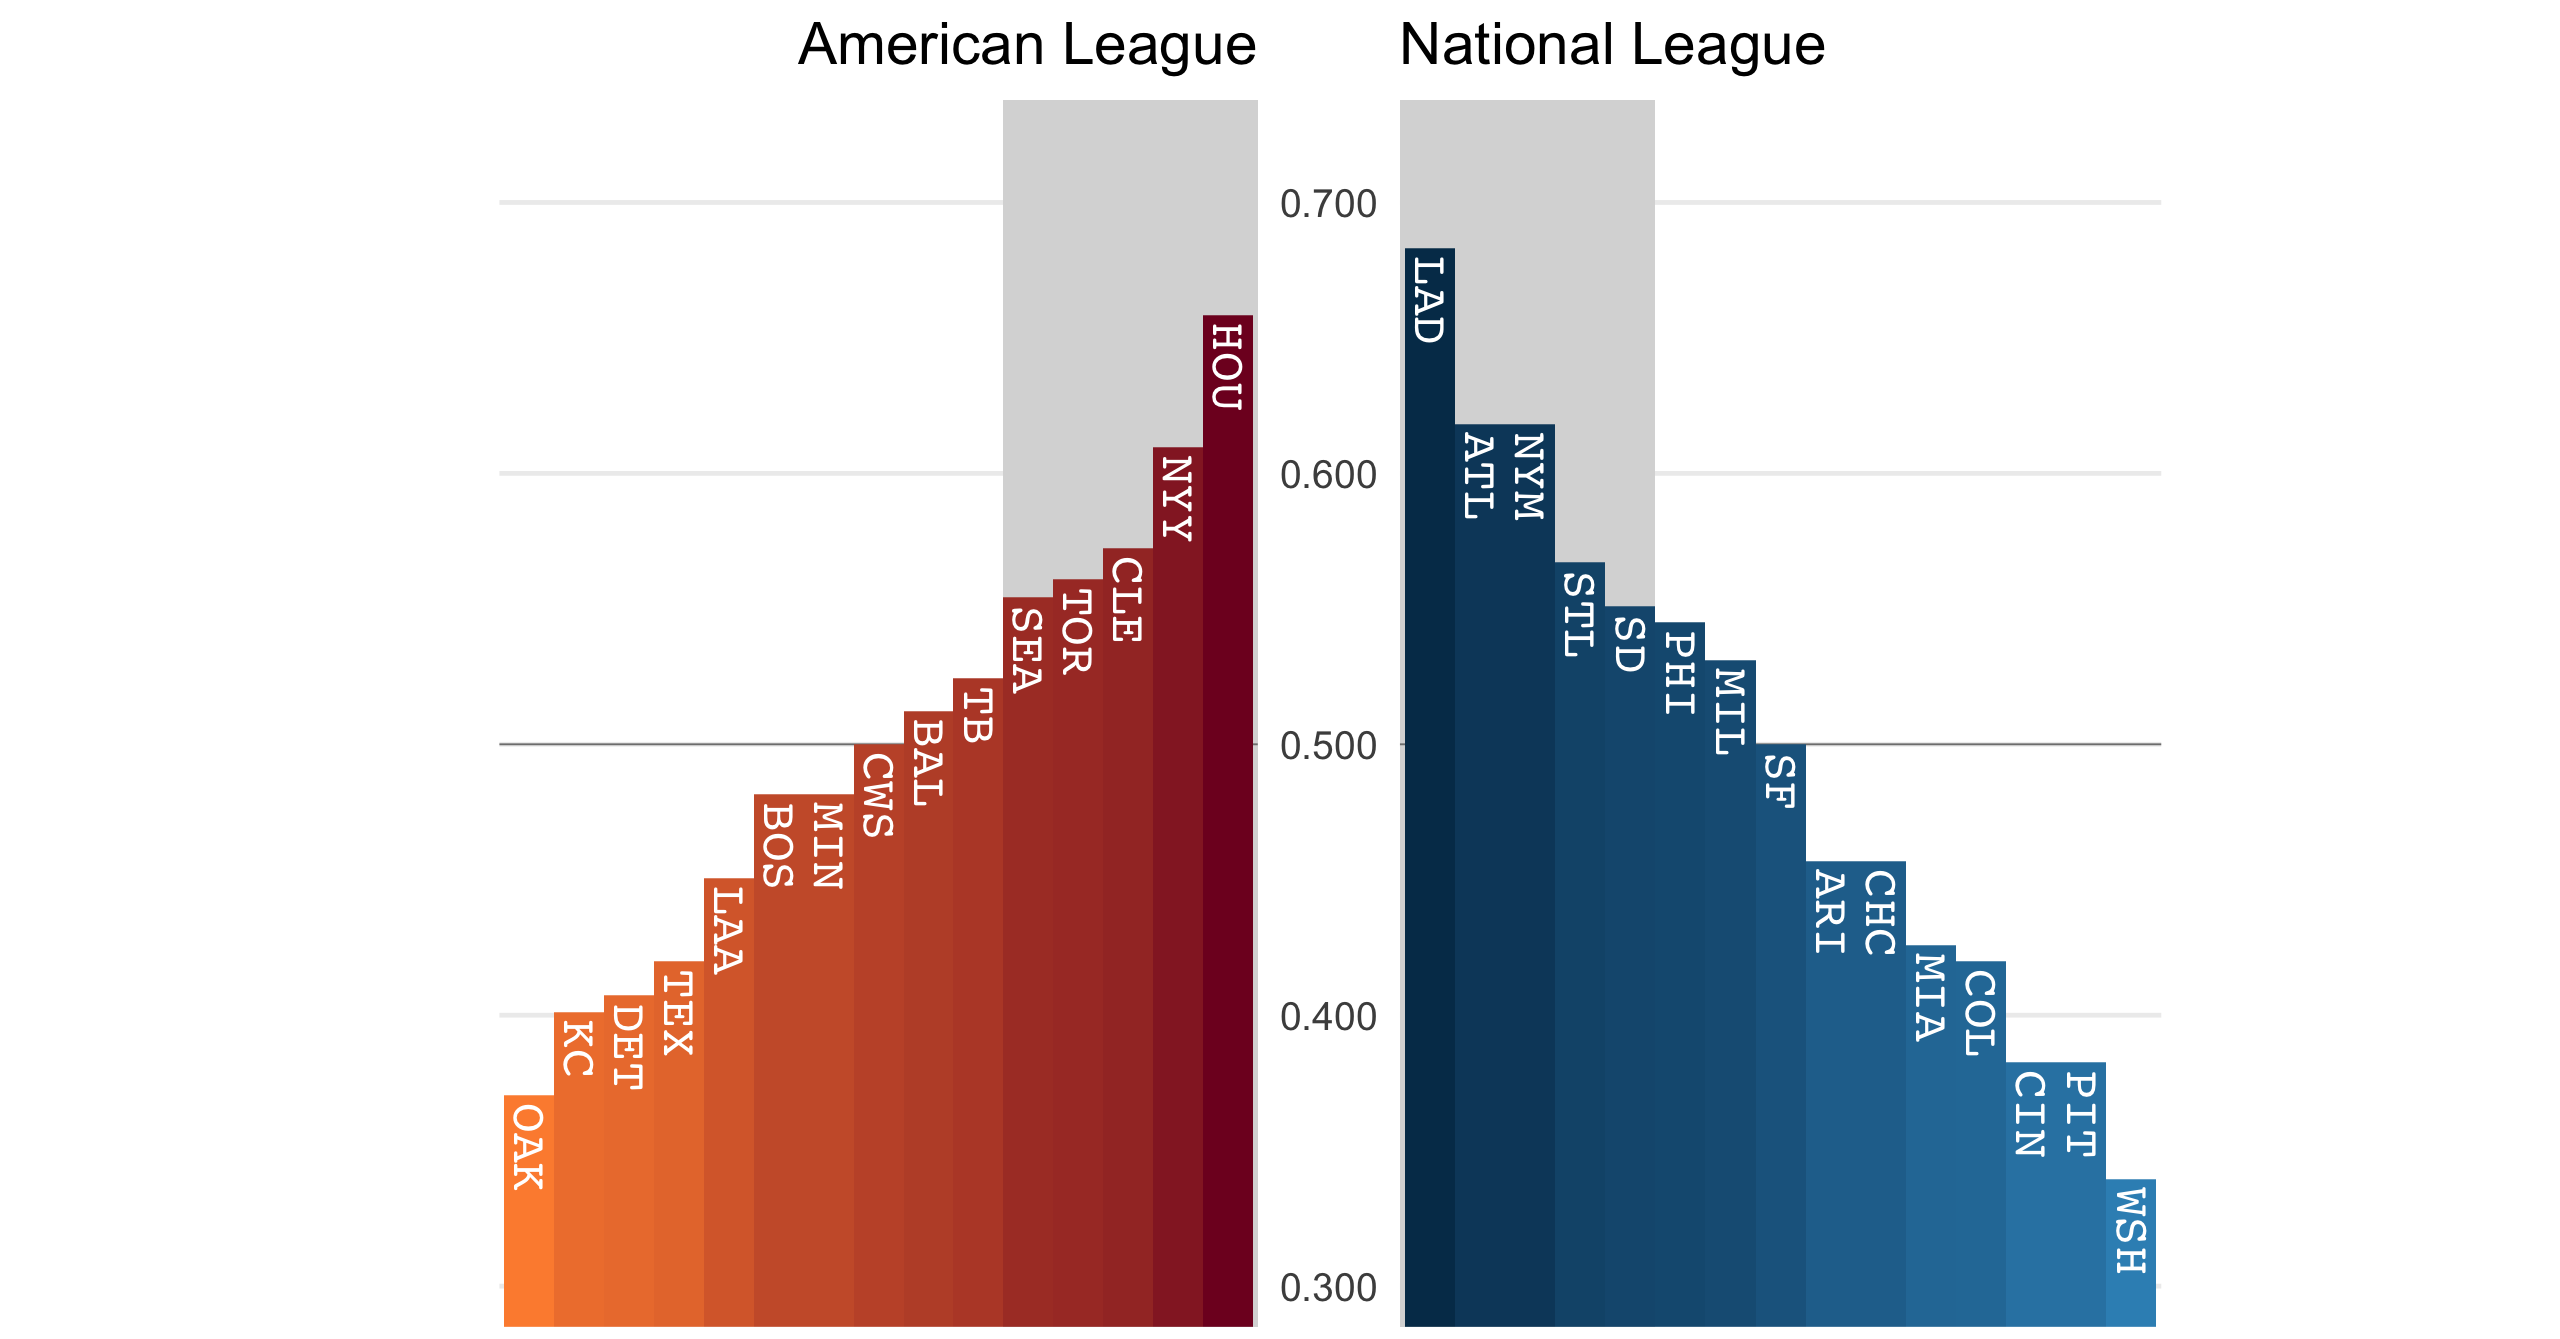 American League
National League
0.700
0.600
0.500
0.400
0.300
OAK
KC
DET
TEX
LAA
BOS
MIN
CWS
BAL
TB
SEA
TOR
CLE
NYY
HOU
LAD
ATL
NYM
STL
SD
PHI
MIL
SF
ARI
CHC
MIA
COL
CIN
PIT
WSH